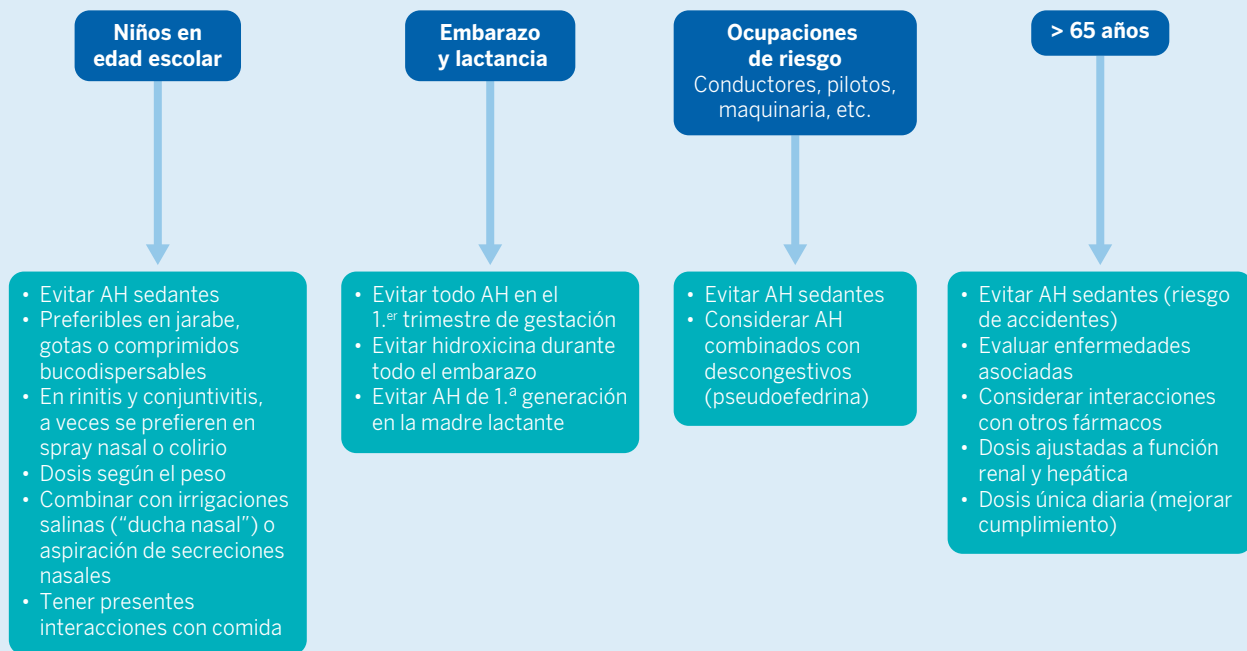 Niños en
edad escolar
Embarazo
y lactancia
Ocupaciones
de riesgo
Conductores, pilotos,
maquinaria, etc.
> 65 años
• Evitar AH sedantes
• Preferibles en jarabe,
gotas o comprimidos
bucodispersables
• En rinitis y conjuntivitis,
a veces se prefieren en
spray nasal o colirio
• Dosis según el peso
• Combinar con irrigaciones
salinas (“ducha nasal”) o
aspiración de secreciones
nasales
• Tener presentes
interacciones con comida
• Evitar todo AH en el
1.er trimestre de gestación
• Evitar hidroxicina durante
todo el embarazo
• Evitar AH de 1.ª generación
en la madre lactante
• Evitar AH sedantes
• Considerar AH
combinados con
descongestivos
(pseudoefedrina)
• Evitar AH sedantes (riesgo
de accidentes)
• Evaluar enfermedades
asociadas
• Considerar interacciones
con otros fármacos
• Dosis ajustadas a función
renal y hepática
• Dosis única diaria (mejorar
cumplimiento)